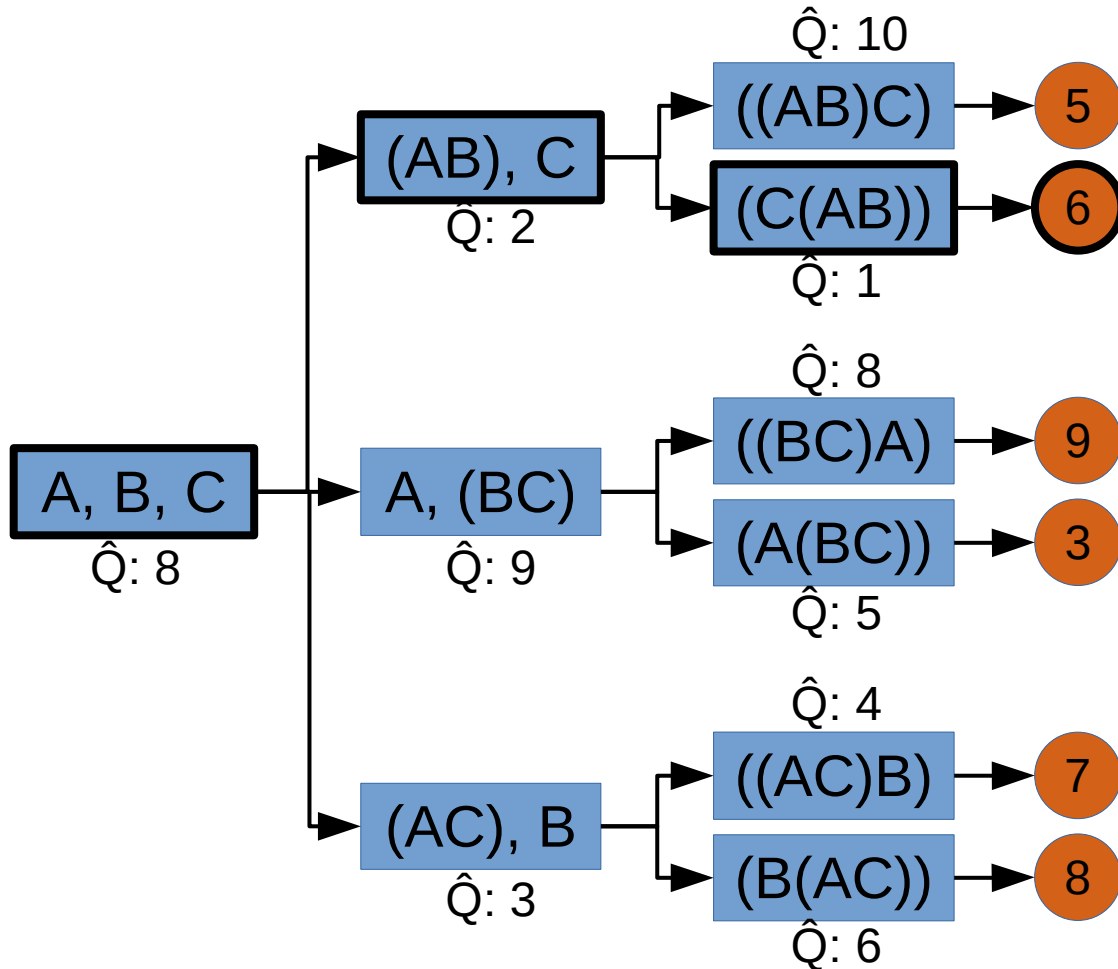 Q̂: 10
((AB)C)
5
(AB), C
Q̂: 2
(C(AB))
6
Q̂: 1
Q̂: 8
((BC)A)
9
A, B, C
Q̂: 8
A, (BC)
Q̂: 9
(A(BC))
3
Q̂: 5
Q̂: 4
((AC)B)
7
(AC), B
Q̂: 3
(B(AC))
8
Q̂: 6